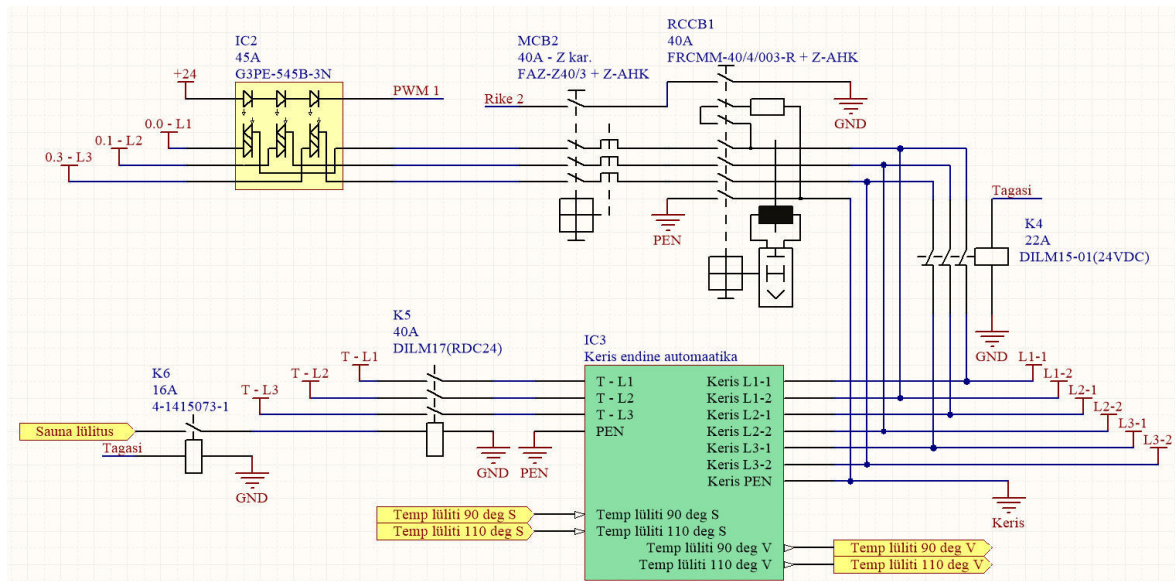 IC2
45A
G3PE-545B-3N
+24
PWM 1
0.0 - L1
0.1 - L2
0.3 - L3
MCB2
40A - Z kar.
FAZ-Z40/3 + Z-AHK
Rike 2
RCCB1
40A
FRCMM-40/4/003-R + Z-AHK
GND
PEN
Tagasi
K4
22A
DILM15-01(24VDC)
GND
K5
40A
DILM17(RDC24)
T - L1
T - L2
T - L3
K6
16A
4-1415073-1
Sauna lülitus
Tagasi
GND
GND
PEN
IC3
Keris endine automaatika
T - L1
T - L2
T - L3
PEN
Keris L1-1
Keris L1-2
Keris L2-1
Keris L2-2
Keris L3-1
Keris L3-2
Keris PEN
L1-1
L1-2
L2-1
L2-2
L3-1
L3-2
Keris
Temp lüliti 90 deg S
Temp lüliti 110 deg S
Temp lüliti 90 deg S
Temp lüliti 110 deg S
Temp lüliti 90 deg V
Temp lüliti 110 deg V
Temp lüliti 90 deg V
Temp lüliti 110 deg V